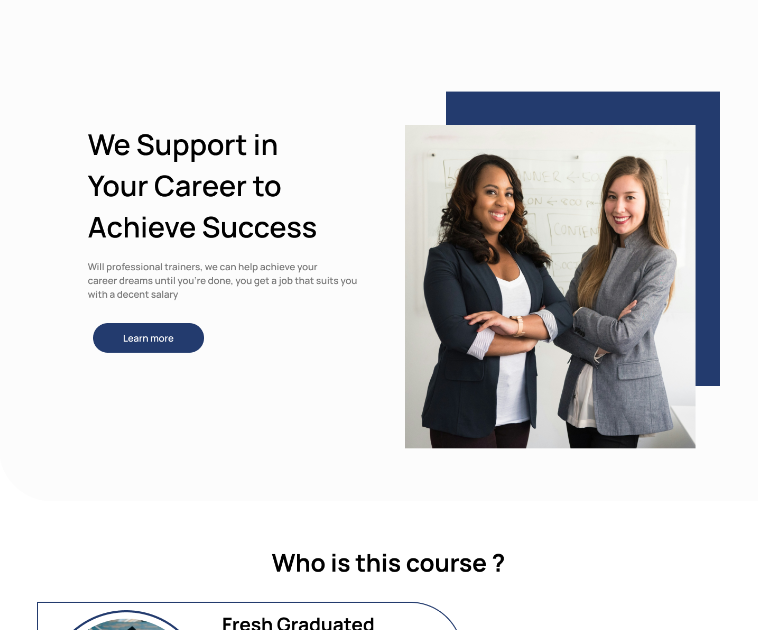 We Support in
Your Career to
Achieve Success
Will professional trainers, we can help achieve your
career dreams until you're done, you get a job that suits you
with a decent salary
Learn more
Who is this course ?
Fresh Graduated